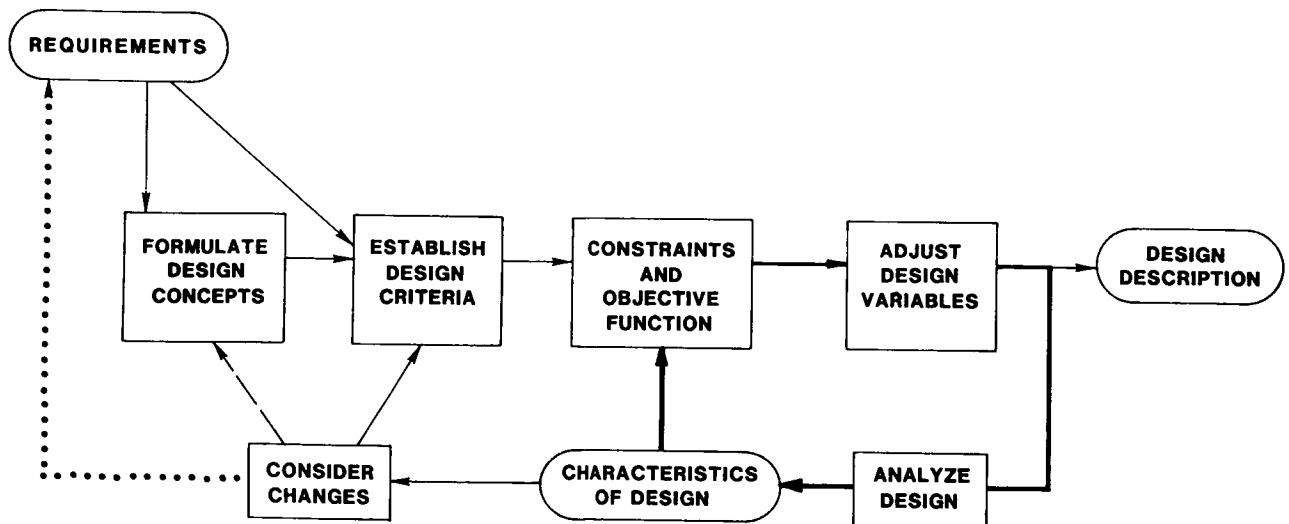 REQUIREMENTS
FORMULATE
DESIGN
CONCEPTS
ESTABLISH
DESIGN
CRITERIA
CONSTRAINTS
AND
OBJECTIVE
FUNCTION
ADJUST
DESIGN
VARIABLES
DESIGN
DESCRIPTION
CONSIDER
CHANGES
CHARACTERISTICS
OF DESIGN
ANALYZE
DESIGN